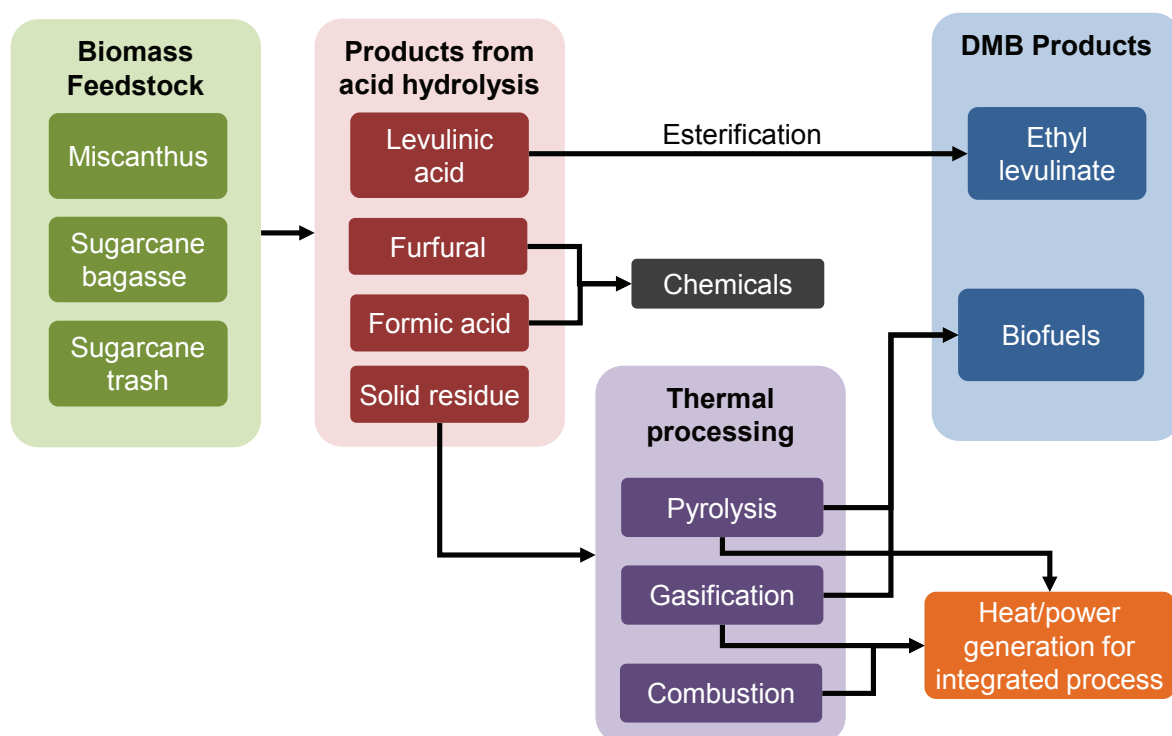 Biomass
Feedstock
Miscanthus
Sugarcane
bagasse
Sugarcane
trash
Products from
acid hydrolysis
Levulinic
acid
Furfural
Formic acid
Solid residue
Esterification
Chemicals
Thermal
processing
Pyrolysis
Gasification
Combustion
DMB Products
Ethyl
levulinate
Biofuels
Heat/power
generation for
integrated process